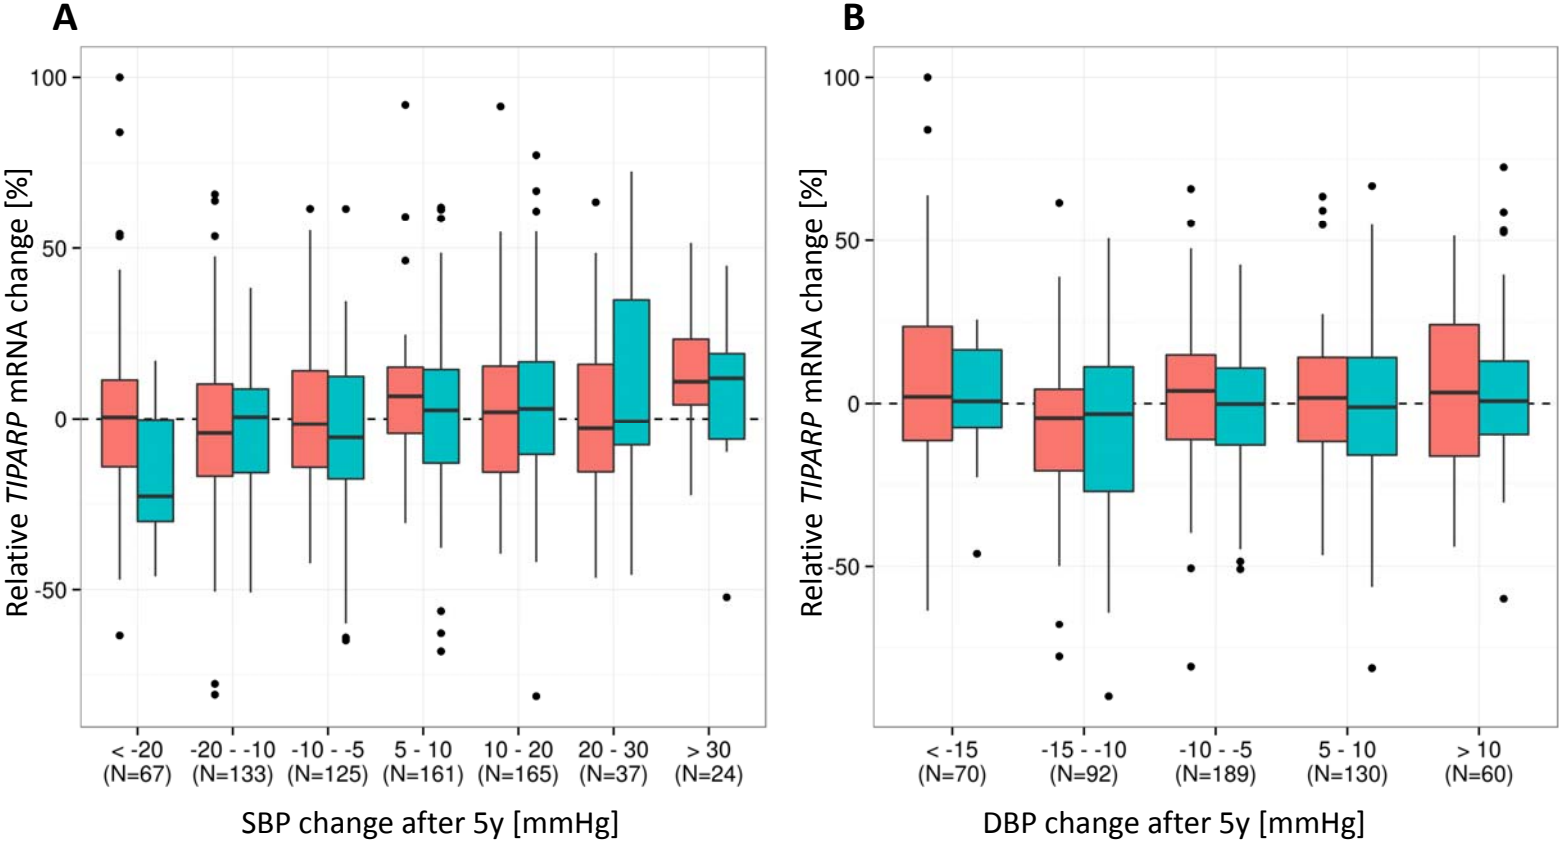 A
Relative TIPARP mRNA change [%]
100
50
0
-50
< -20
(N=67)
-20 - -10
(N=133)
-10 - -5
(N=125)
5 - 10
(N=161)
10 - 20
(N=165)
20 - 30
(N=37)
> 30
(N=24)
SBP change after 5y [mmHg]
B
Relative TIPARP mRNA change [%]
100
50
0
-50
< -15
(N=70)
-15 - -10
(N=92)
-10 - -5
(N=189)
5 - 10
(N=130)
> 10
(N=60)
DBP change after 5y [mmHg]